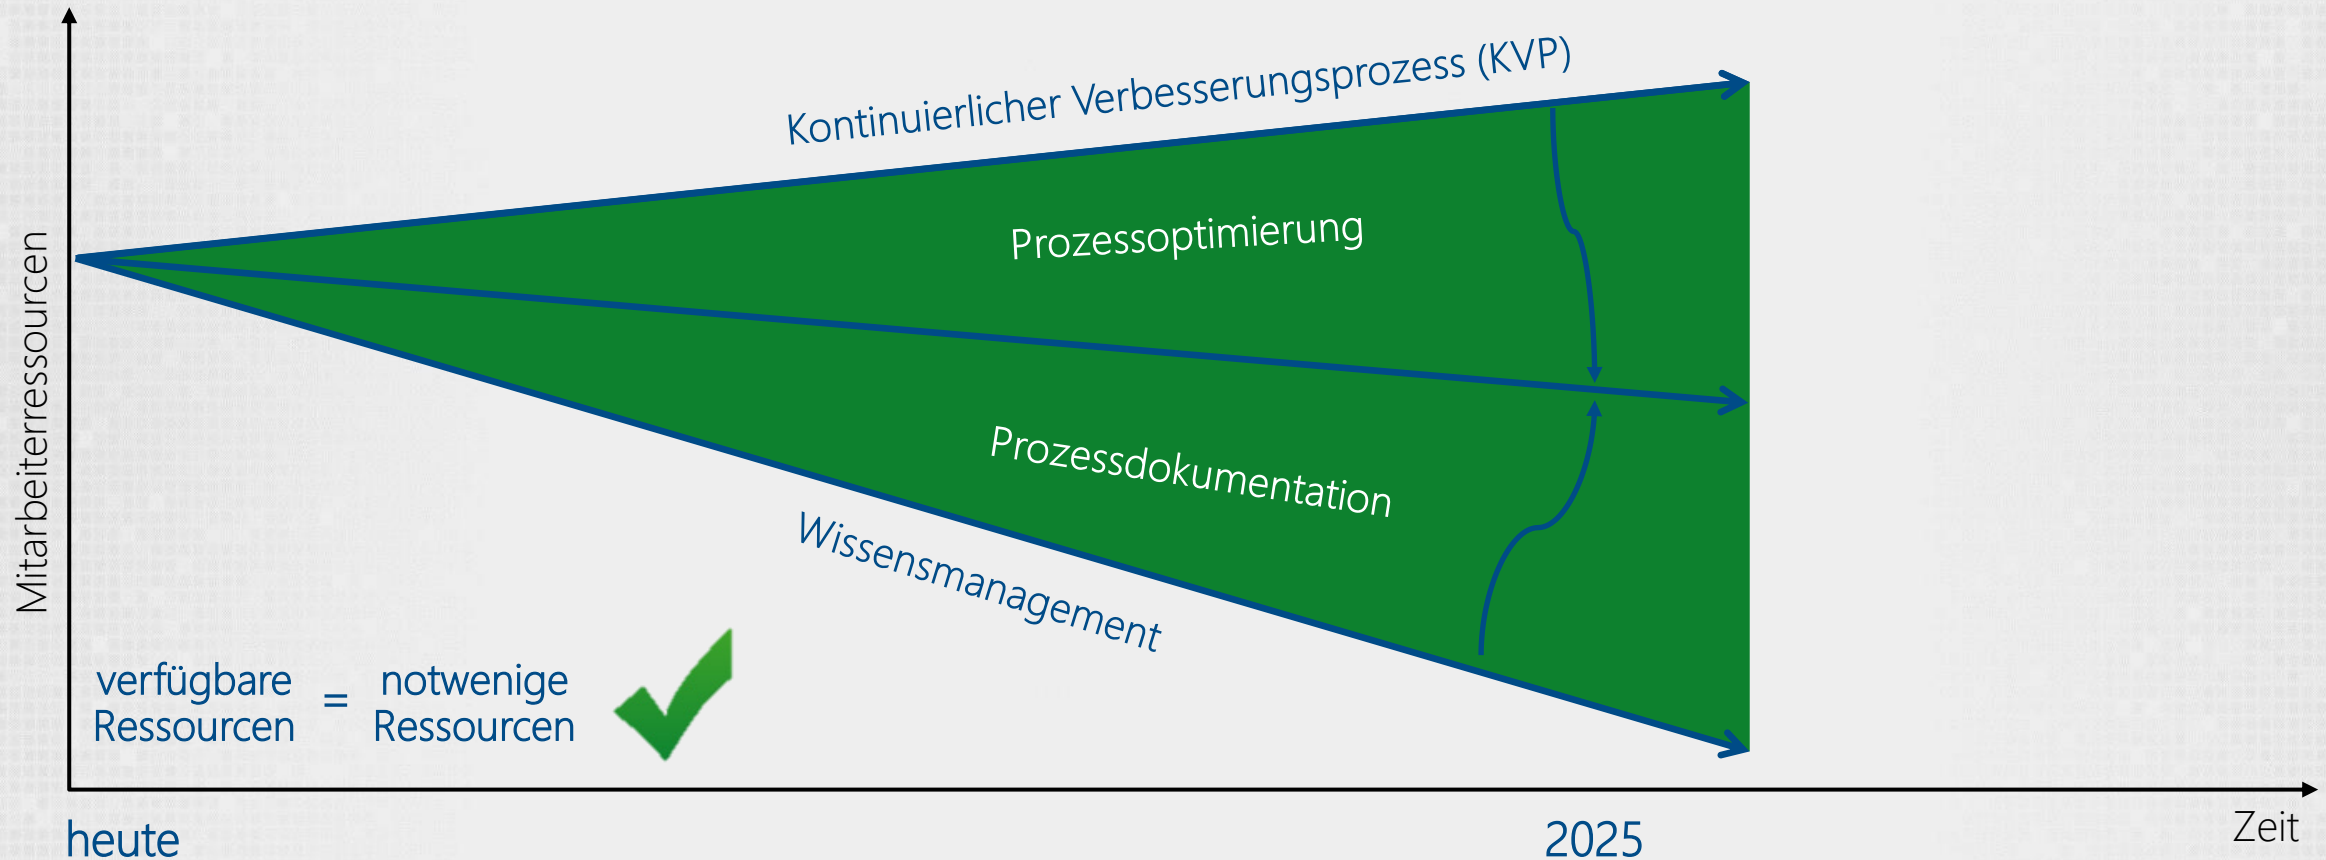 Kontinuierlicher Verbesserungsprozess (KVP)
Prozessoptimierung
Mitarbeiterressourcen
Prozessdokumentation
Wissensmanagement
verfügbare
Ressourcen
=
notwenige
Ressourcen
heute
2025
Zeit